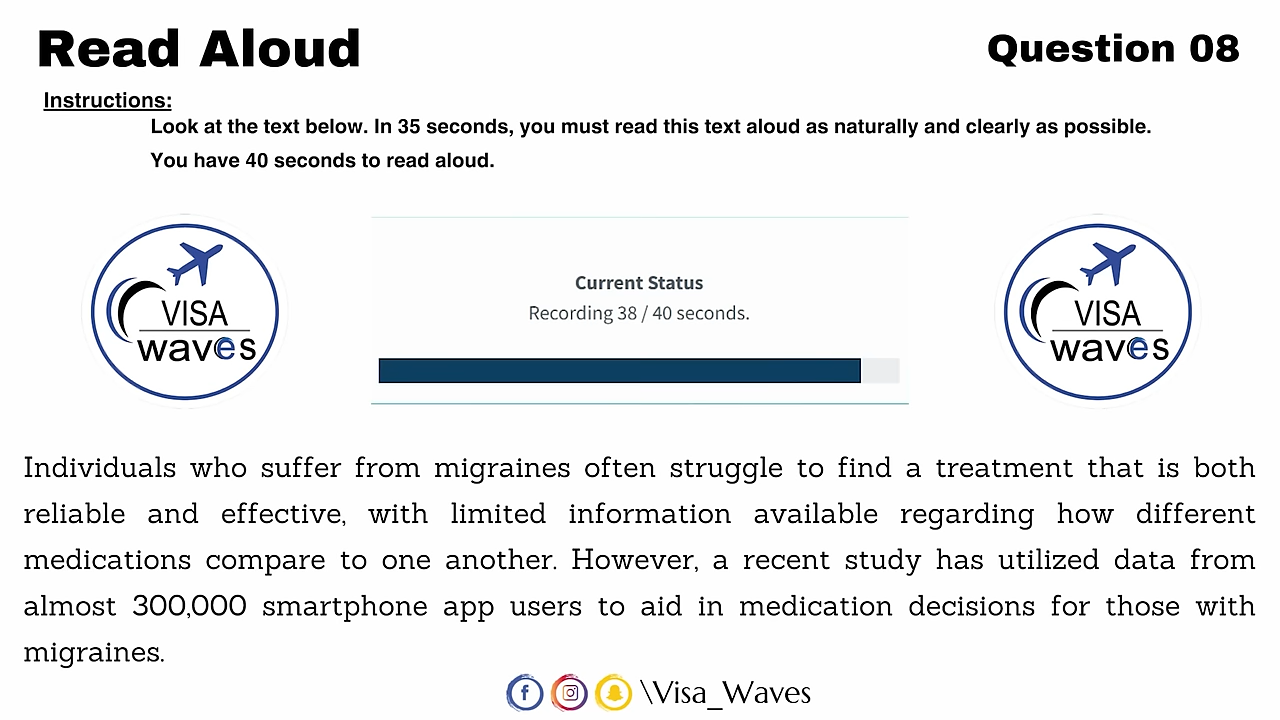 Read Aloud
Question 08
Instructions:
Look at the text below. In 35 seconds, you must read this text aloud as naturally and clearly as possible.
You have 40 seconds to read aloud.
VISA
waves
Current Status
Recording 38 / 40 seconds.
VISA
waves
Individuals who suffer from migraines often struggle to find a treatment that is both
reliable and effective, with limited information available regarding how different
medications compare to one another. However, a recent study has utilized data from
almost 300,000 smartphone app users to aid in medication decisions for those with
migraines.
\Visa_Waves